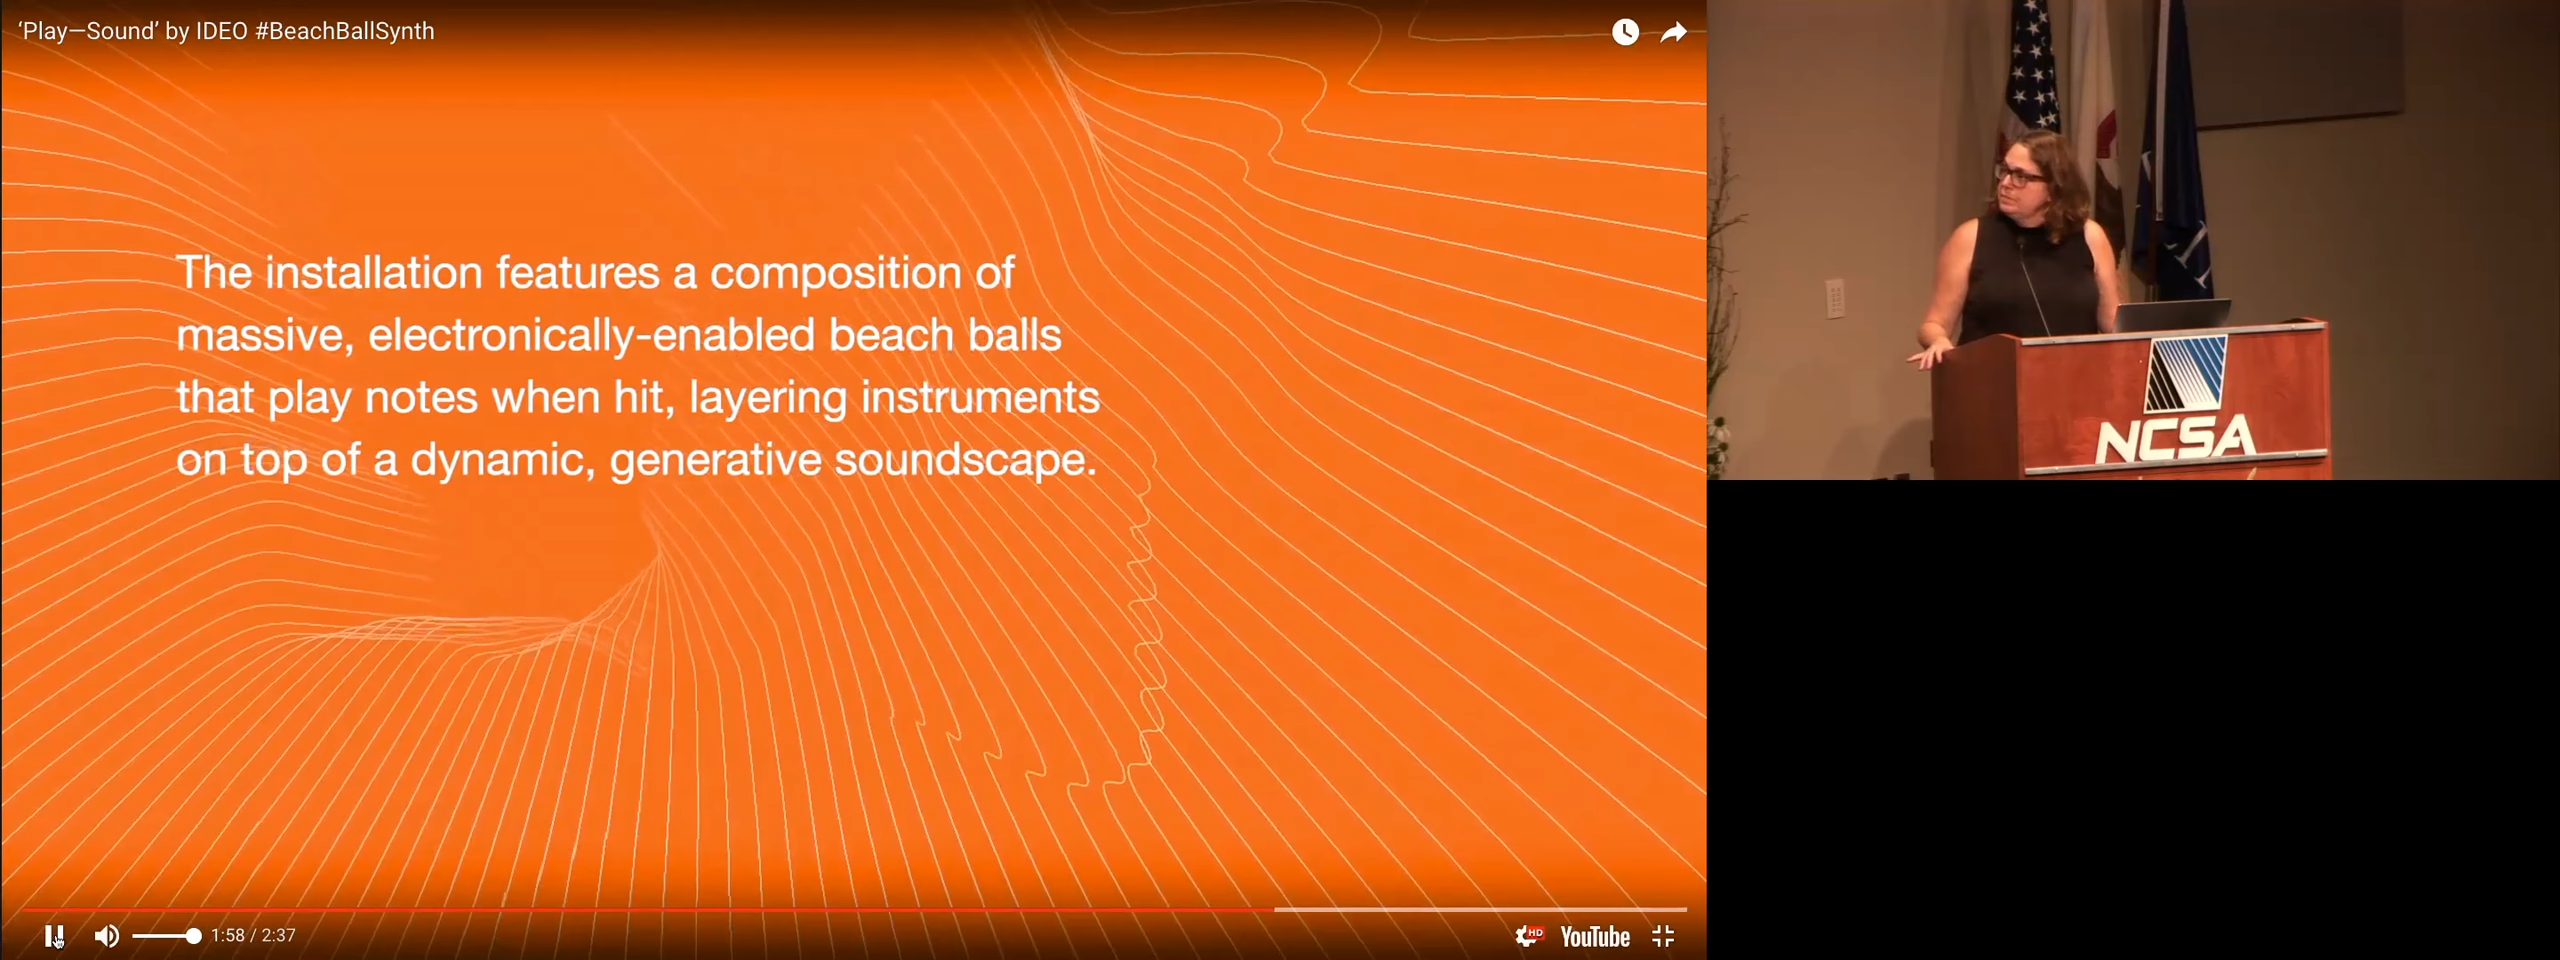 ‘Play—Sound’ by IDEO #BeachBallSynth
The installation features a composition of
massive, electronically-enabled beach balls
that play notes when hit, layering instruments
on top of a dynamic, generative soundscape.
1:58 / 2:37
HD
YouTube
NCSA